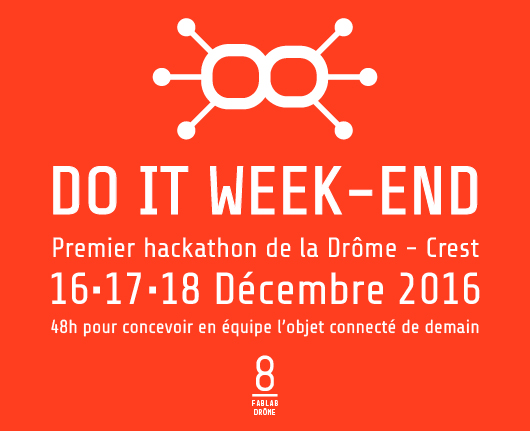 DO IT WEEK-END
Premier hackathon de la Drôme - Crest
16·17·18 Décembre 2016
48h pour concevoir en équipe l'objet connecté de demain
8
FABLAB
DRÔME